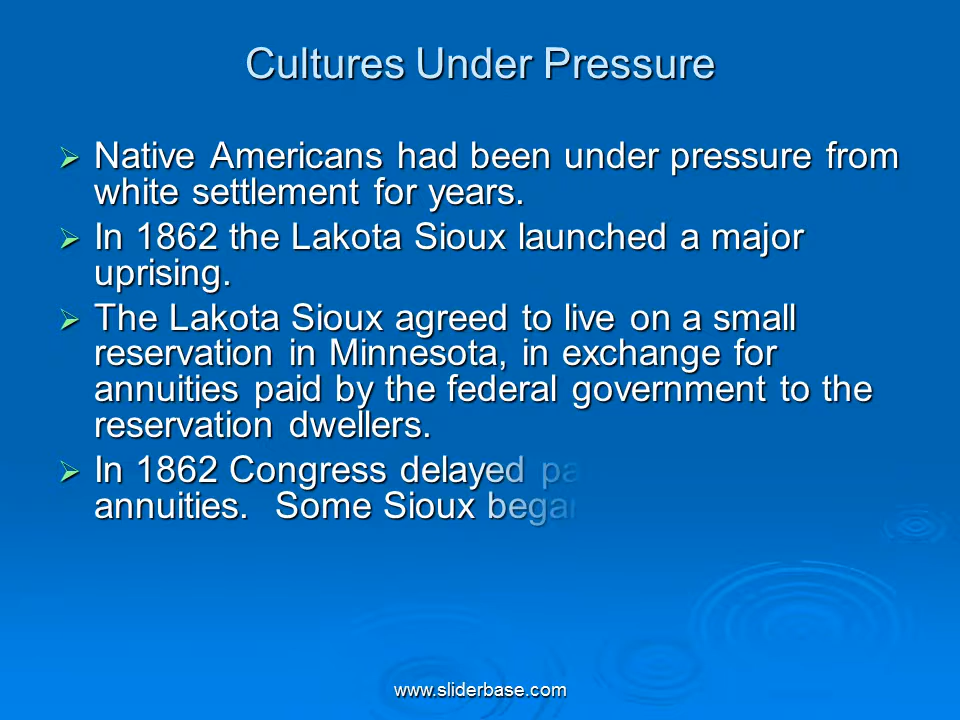 Cultures Under Pressure
➢ Native Americans had been under pressure from
white settlement for years.
➢ In 1862 the Lakota Sioux launched a major
uprising.
➢ The Lakota Sioux agreed to live on a small
reservation in Minnesota, in exchange for
annuities paid by the federal government to the
reservation dwellers.
➢ In 1862 Congress delayed
annuities. Some Sioux began
www.sliderbase.com